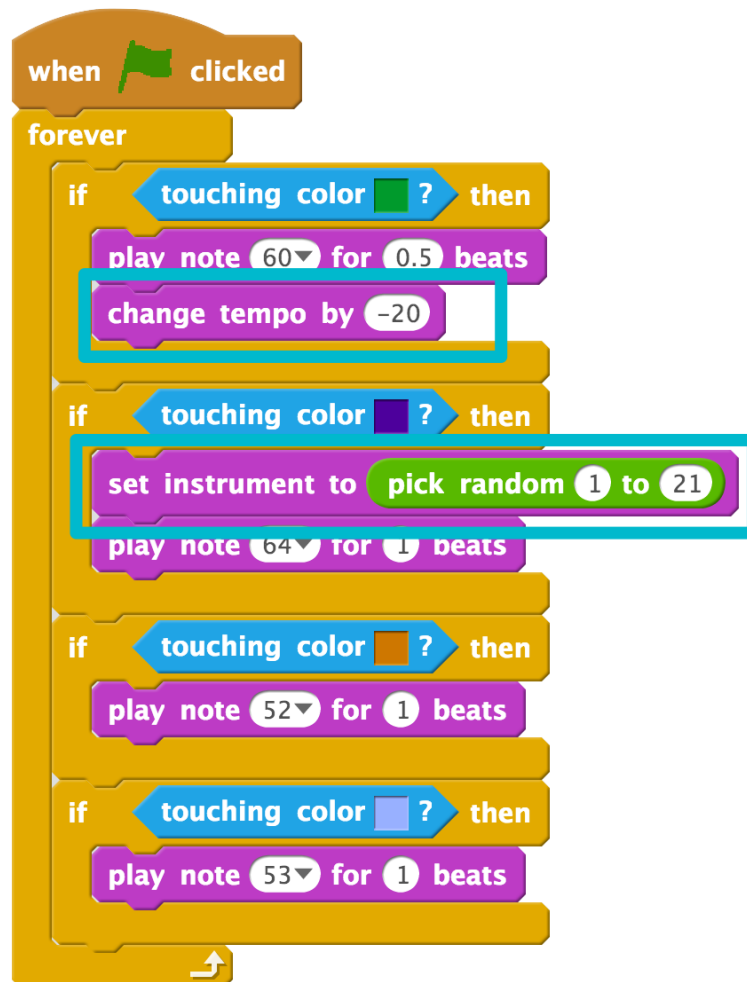 when clicked
forever
if touching color ? then
play note 60 for 0.5 beats
change tempo by -20
if touching color ? then
set instrument to pick random 1 to 21
play note 64 for 1 beats
if touching color ? then
play note 52 for 1 beats
if touching color ? then
play note 53 for 1 beats